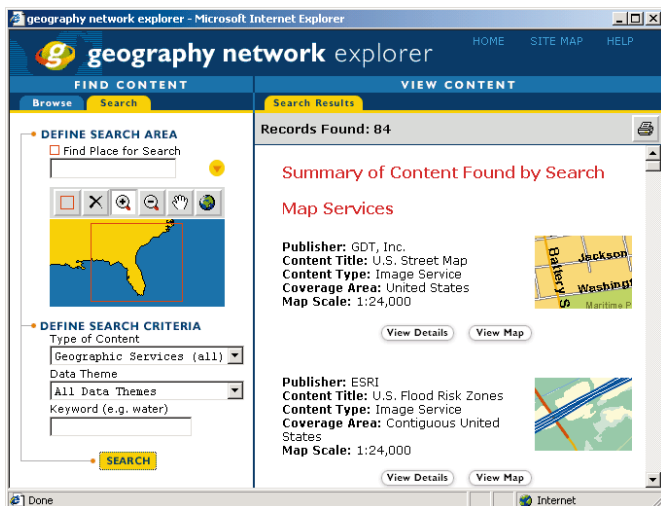 geography network explorer - Microsoft Internet Explorer
g geography network explorer
HOME SITE MAP HELP
FIND CONTENT
VIEW CONTENT
Browse Search
Search Results
DEFINE SEARCH AREA
Find Place for Search
Records Found: 84
Summary of Content Found by Search
Map Services
Publisher: GDT, Inc.
Content Title: U.S. Street Map
Content Type: Image Service
Coverage Area: United States
Map Scale: 1:24,000
Battery S
Jackson
Washingt
Maritime P
View Details View Map
DEFINE SEARCH CRITERIA
Type of Content
Geographic Services (all)
Data Theme
All Data Themes
Keyword (e.g. water)
SEARCH
Publisher: ESRI
Content Title: U.S. Flood Risk Zones
Content Type: Image Service
Coverage Area: Contiguous United
States
Map Scale: 1:24,000
View Details View Map
Done
Internet